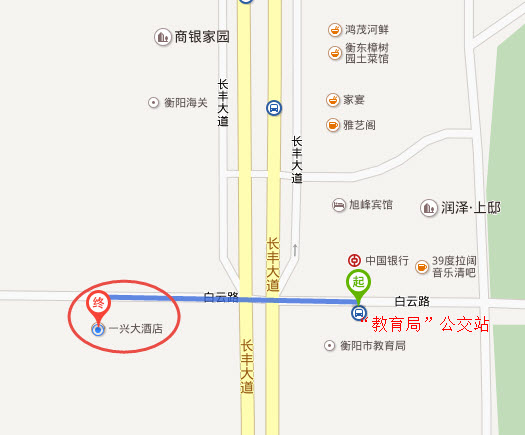 鸿茂河鲜
商银家园
衡东樟树
园土菜馆
长丰大道
衡阳海关
家宴
雅艺阁
长丰大道
旭峰宾馆
润泽·上邸
长丰大道
中国银行
39度拉阔
音乐清吧
起
终
白云路
白云路
“教育局”公交站
一兴大酒店
衡阳市教育局
长丰大道